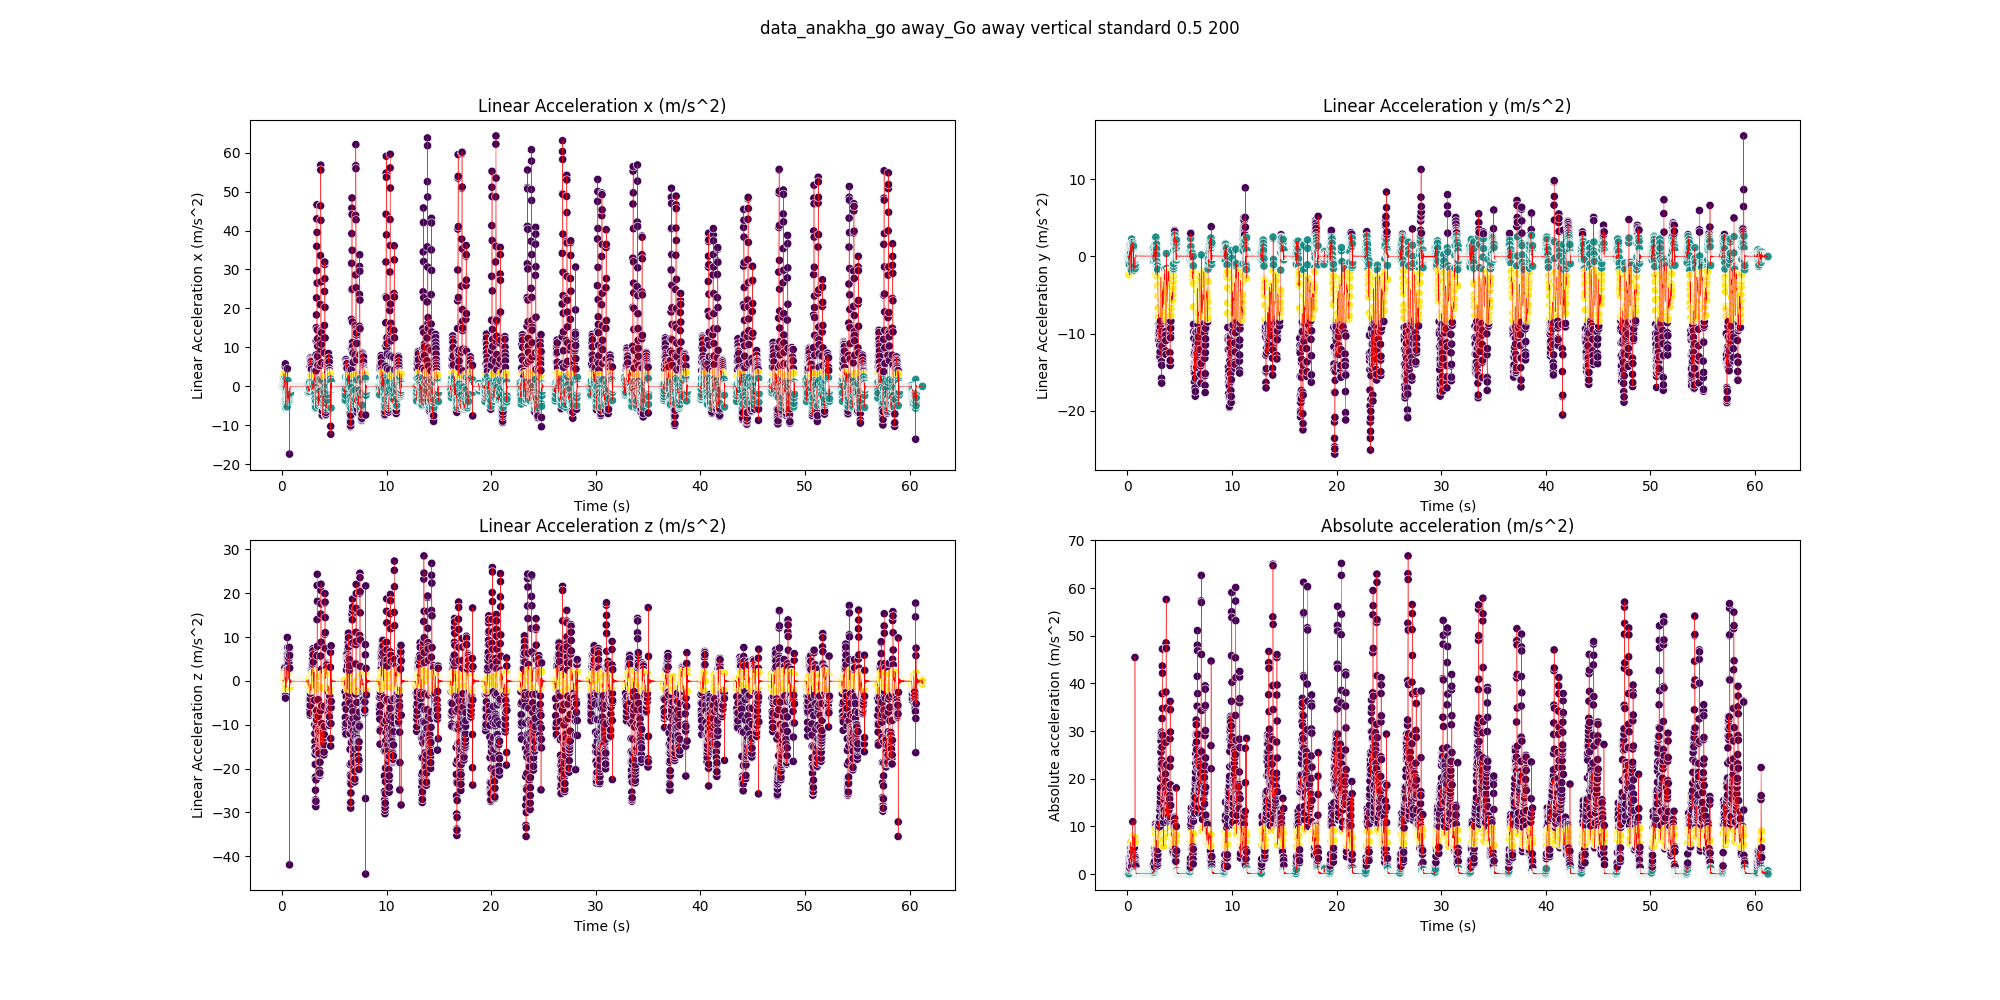 data_anakha_go away_Go away vertical standard 0.5 200
Linear Acceleration x (m/s^2)
Linear Acceleration x (m/s^2)
60
50
40
30
20
10
0
−10
−20
0 10 20 30 40 50 60
Time (s)
Linear Acceleration y (m/s^2)
Linear Acceleration y (m/s^2)
10
0
−10
−20
0 10 20 30 40 50 60
Time (s)
Linear Acceleration z (m/s^2)
Linear Acceleration z (m/s^2)
30
20
10
0
−10
−20
−30
−40
0 10 20 30 40 50 60
Time (s)
Absolute acceleration (m/s^2)
Absolute acceleration (m/s^2)
70
60
50
40
30
20
10
0
0 10 20 30 40 50 60
Time (s)